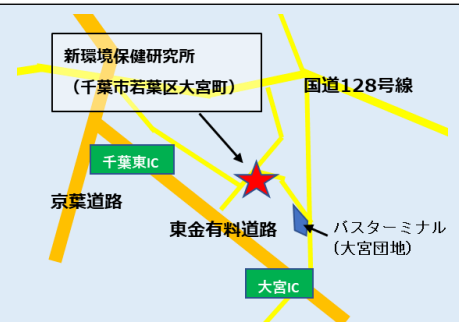 新環境保健研究所
（千葉市若葉区大宮町）
国道128号線
千葉東IC
京葉道路
東金有料道路
バスターミナル
(大宮団地)
大宮IC